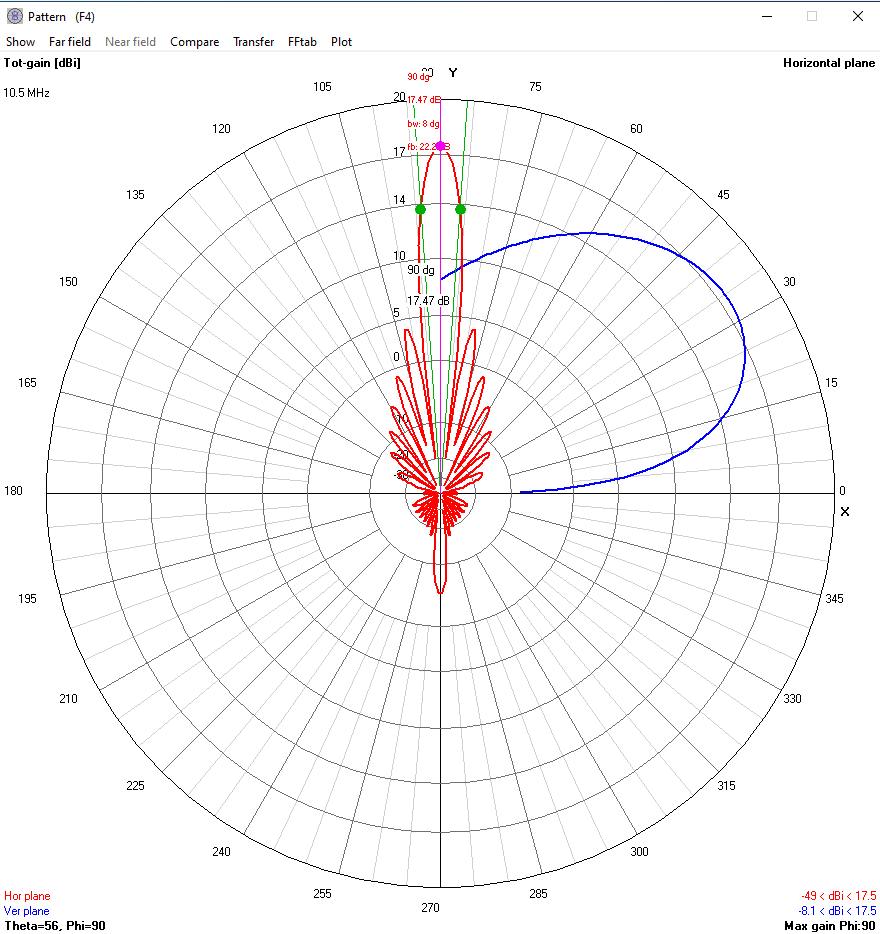 Pattern (F4)
Show Far field Near field Compare Transfer FFtab Plot
Tot-gain [dBi]
Horizontal plane
10.5 MHz
90 dg
Y
105
75
20
17.47 dB
120
bw: 8 dg
60
17
135
14
45
150
10
90 dg
30
17.47 dB
5
165
0
15
180
0
X
195
345
210
330
225
315
240
300
255
270
285
Hor plane
-49 < dBi < 17.5
Ver plane
-8.1 < dBi < 17.5
Theta=56, Phi=90
Max gain Phi:90